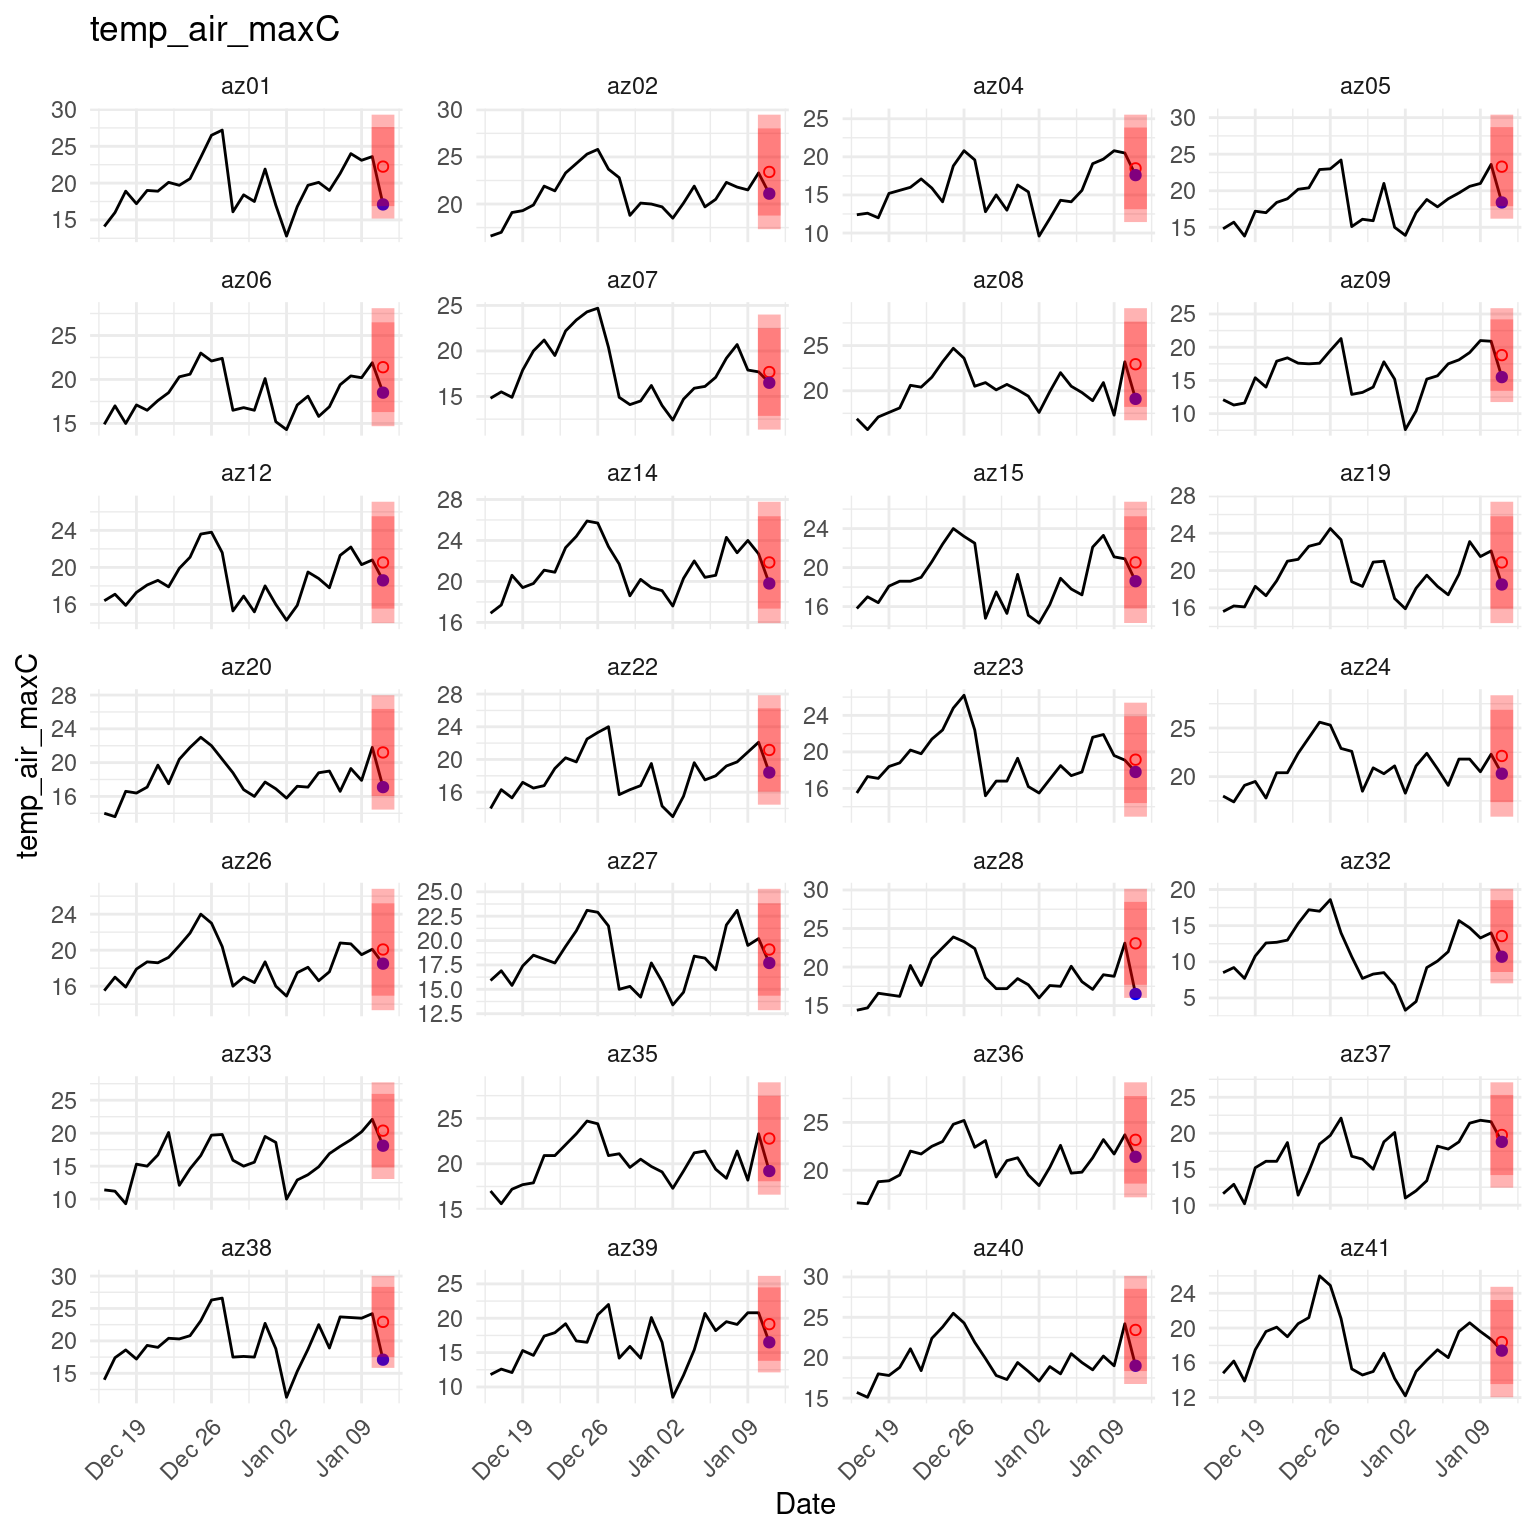 temp_air_maxC
az01 az02 az04 az05
30 25 20 15
30 25 20
25 20 15 10
30 25 20 15
az06 az07 az08 az09
25 20 15
25 20 15
25 20
25 20 15 10
az12 az14 az15 az19
24 20 16
28 24 20 16
24 20 16
28 24 20 16
az20 az22 az23 az24
28 24 20 16
28 24 20 16
24 20 16
25 20
az26 az27 az28 az32
24 20 16
25.0 22.5 20.0 17.5 15.0 12.5
30 25 20 15
20 15 10 5
az33 az35 az36 az37
25 20 15 10
25 20 15
25 20
25 20 15 10
az38 az39 az40 az41
30 25 20 15
25 20 15 10
30 25 20 15
24 20 16 12
Dec 19 Dec 26 Jan 02 Jan 09
Dec 19 Dec 26 Jan 02 Jan 09
Dec 19 Dec 26 Jan 02 Jan 09
Dec 19 Dec 26 Jan 02 Jan 09
Date
temp_air_maxC